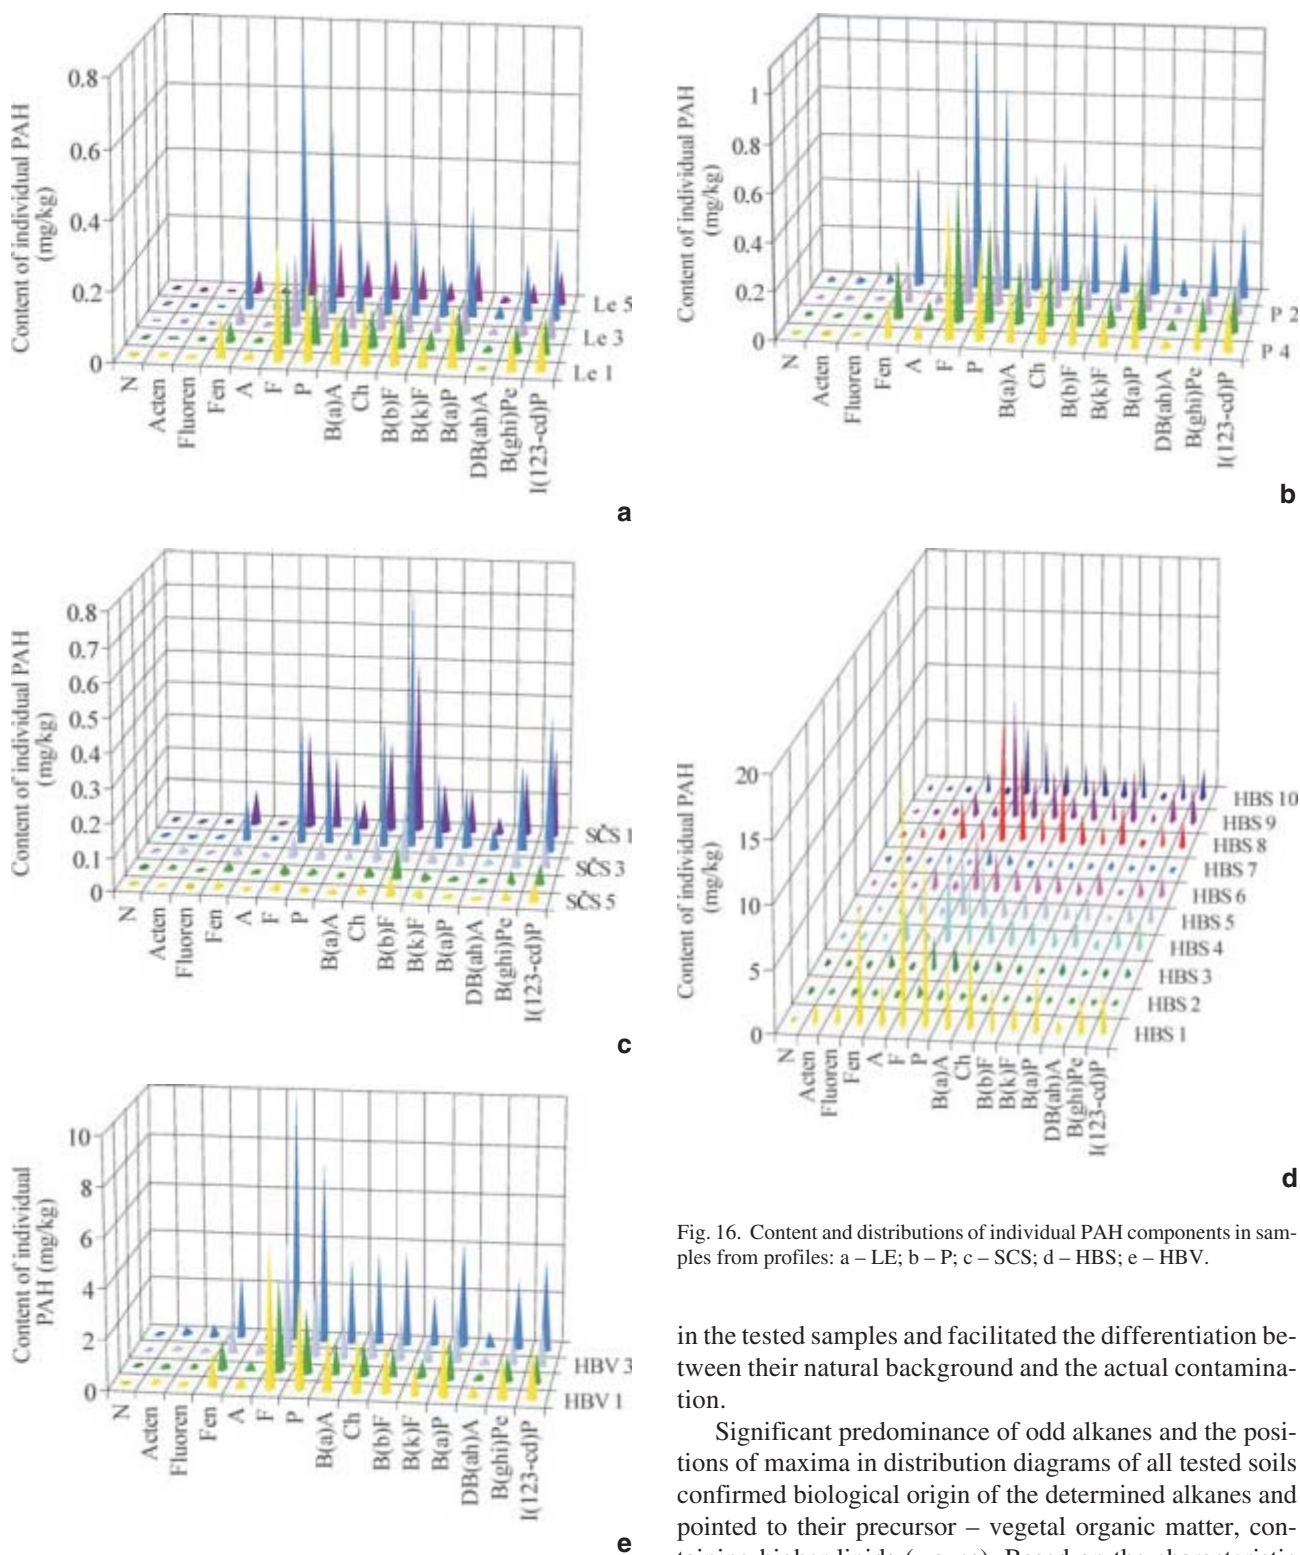 Content of individual PAH
(mg/kg)
0.8
0.6
0.4
0.2
0
N
Acten
Fluoren
Fen
A
F
P
B(a)A
Ch
B(b)F
B(k)F
B(a)P
DB(ah)A
B(ghi)Pe
I(123-cd)P
Le 5
Le 3
Le 1
a
Content of individual PAH
(mg/kg)
1
0.8
0.6
0.4
0.2
0
N
Acten
Fluoren
Fen
A
F
P
B(a)A
Ch
B(b)F
B(k)F
B(a)P
DB(ah)A
B(ghi)Pe
I(123-cd)P
P 2
P 4
b
Content of individual PAH
(mg/kg)
0.8
0.7
0.6
0.5
0.4
0.3
0.2
0.1
0
N
Acten
Fluoren
Fen
A
F
P
B(a)A
Ch
B(b)F
B(k)F
B(a)P
DB(ah)A
B(ghi)Pe
I(123-cd)P
SČS 1
SČS 3
SČS 5
c
Content of individual PAH
(mg/kg)
20
15
10
5
0
N
Acten
Fluoren
Fen
A
F
P
B(a)A
Ch
B(b)F
B(k)F
B(a)P
DB(ah)A
B(ghi)Pe
I(123-cd)P
HBS 10
HBS 9
HBS 8
HBS 7
HBS 6
HBS 5
HBS 4
HBS 3
HBS 2
HBS 1
d
Content of individual
PAH (mg/kg)
10
8
6
4
2
0
N
Acten
Fluoren
Fen
A
F
P
B(a)A
Ch
B(b)F
B(k)F
B(a)P
DB(ah)A
B(ghi)Pe
I(123-cd)P
HBV 3
HBV 1
e
Fig. 16. Content and distributions of individual PAH components in sam-
ples from profiles: a – LE; b – P; c – SCS; d – HBS; e – HBV.
in the tested samples and facilitated the differentiation be-
tween their natural background and the actual contamina-
tion.
Significant predominance of odd alkanes and the posi-
tions of maxima in distribution diagrams of all tested soils
confirmed biological origin of the determined alkanes and
pointed to their precursor – vegetal organic matter, con-